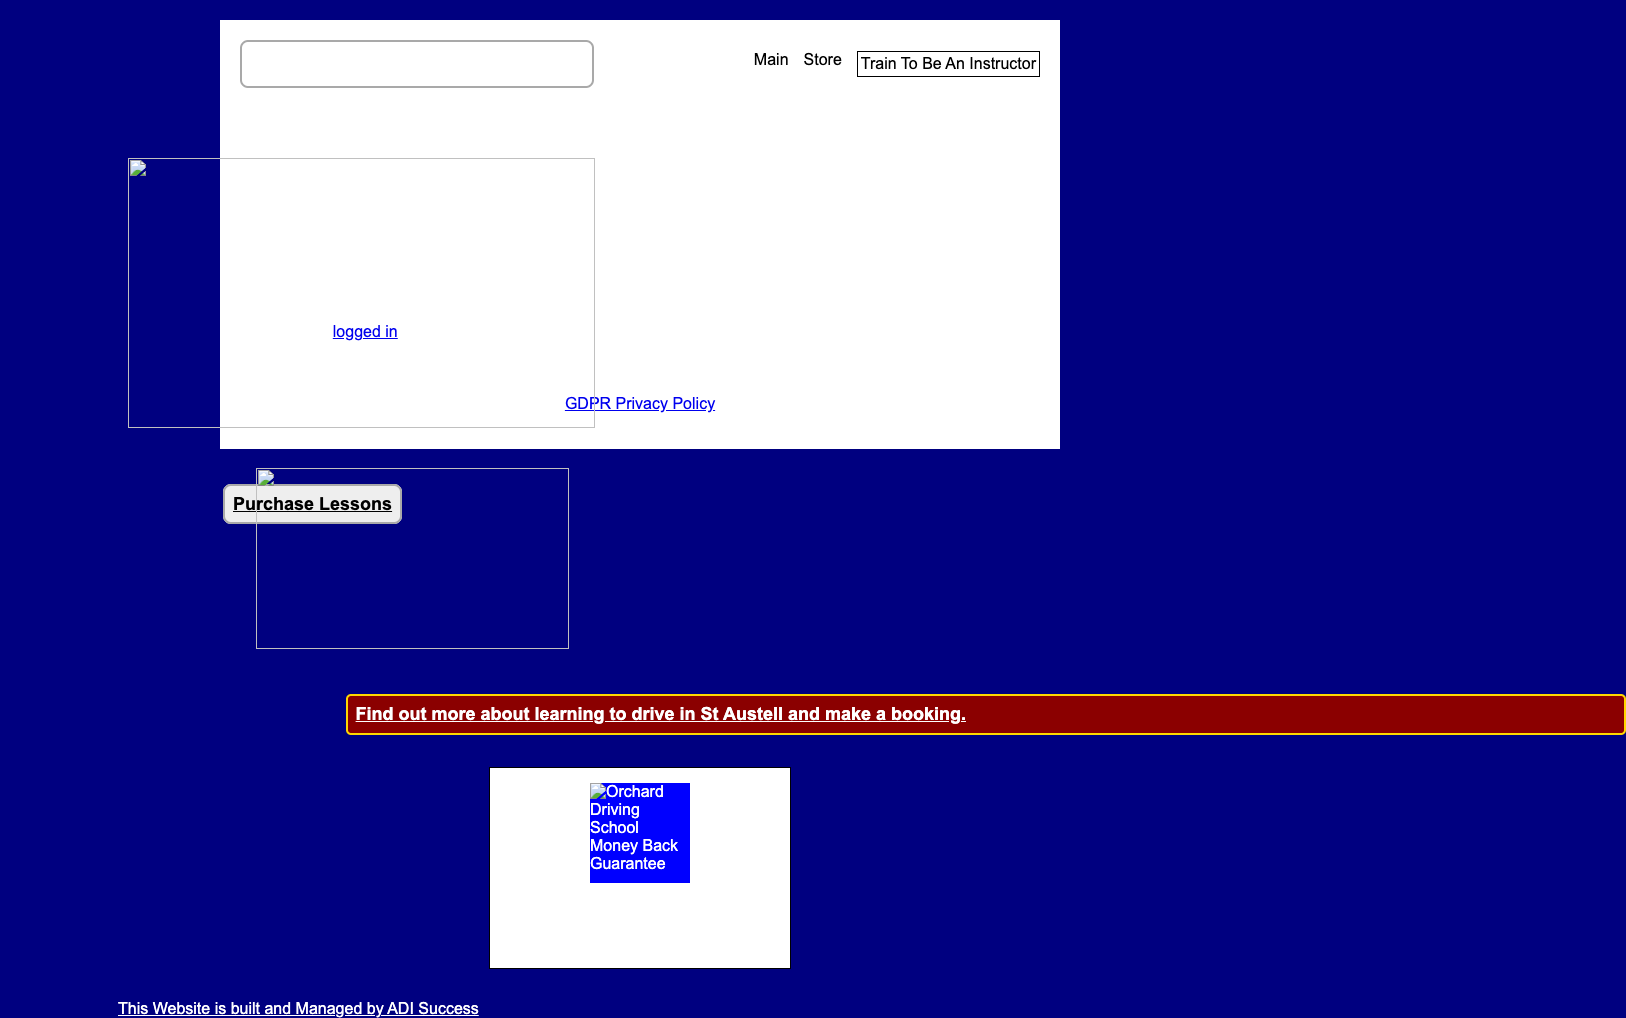 Main Store Train To Be An Instructor
logged in
GDPR Privacy Policy
Purchase Lessons
Find out more about learning to drive in St Austell and make a booking.
Orchard
Driving
School
Money Back
Guarantee
This Website is built and Managed by ADI Success